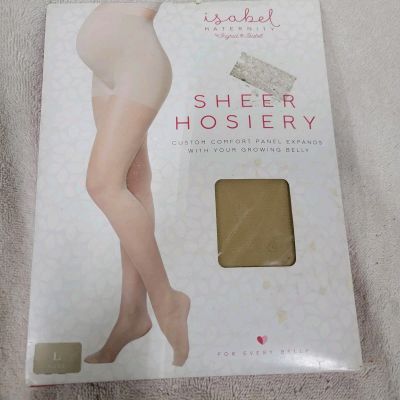 isabel
MATERNITY
by Ingrid & Isabel
SHEER
HOSIERY
CUSTOM COMFORT PANEL EXPANDS
WITH YOUR GROWING BELLY
L
FOR EVERY BELLY